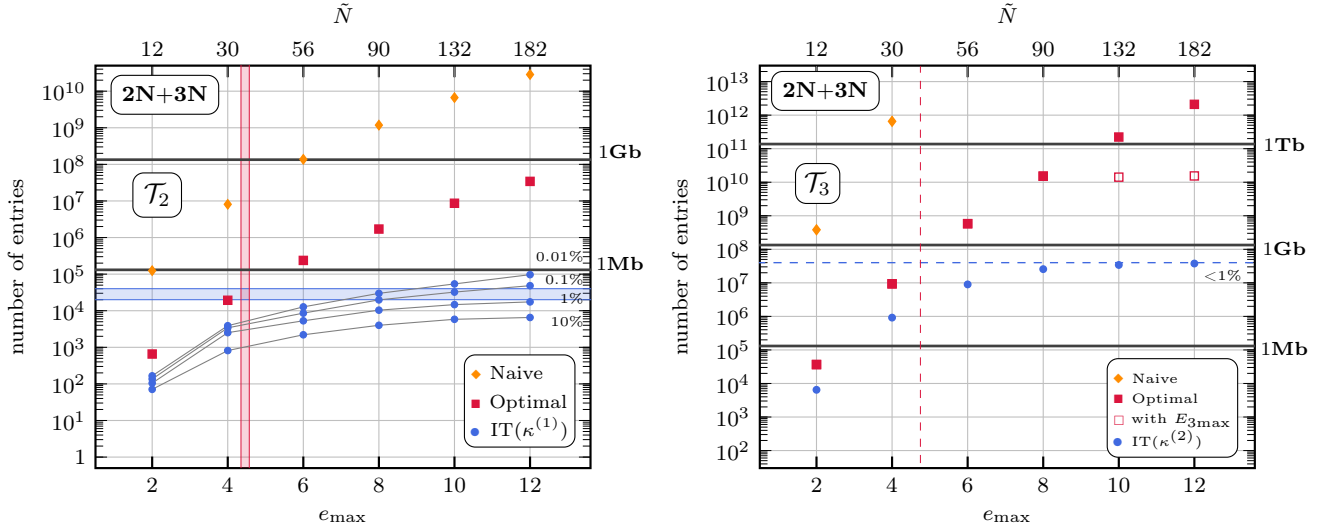 Ñ
12 30 56 90 132 182
2N+3N
10^10
10^9
10^8
10^7
10^6
10^5
10^4
10^3
10^2
10^1
1
number of entries
𝒯_2
1Gb
1Mb
0.01%
0.1%
1%
10%
Naive
Optimal
IT(κ^(1))
2 4 6 8 10 12
e_max
Ñ
12 30 56 90 132 182
2N+3N
10^13
10^12
10^11
10^10
10^9
10^8
10^7
10^6
10^5
10^4
10^3
10^2
number of entries
𝒯_3
1Tb
1Gb
1Mb
<1%
Naive
Optimal
with E_3max
IT(κ^(2))
2 4 6 8 10 12
e_max